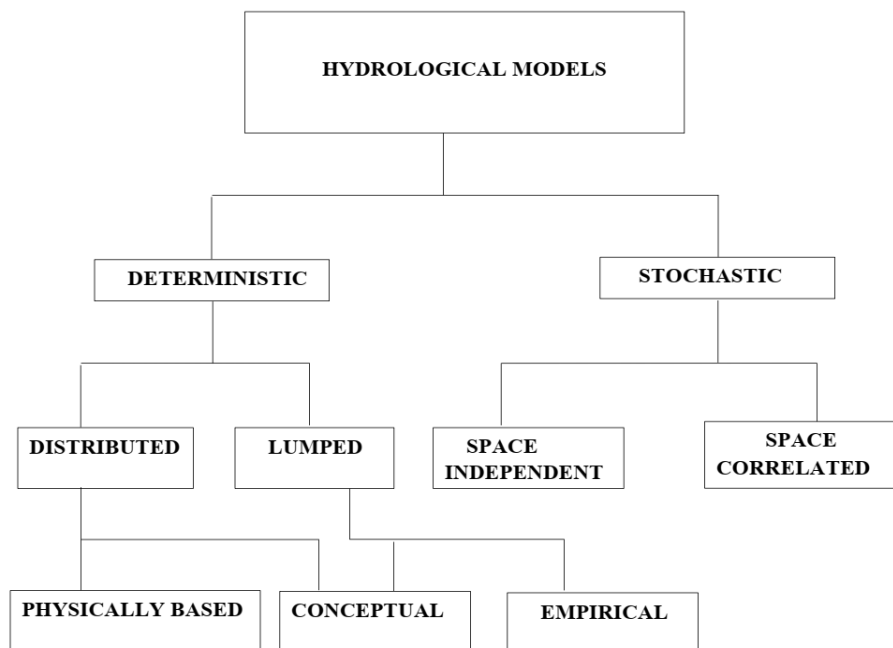 HYDROLOGICAL MODELS
DETERMINISTIC
STOCHASTIC
DISTRIBUTED
LUMPED
SPACE
INDEPENDENT
SPACE
CORRELATED
PHYSICALLY BASED
CONCEPTUAL
EMPIRICAL